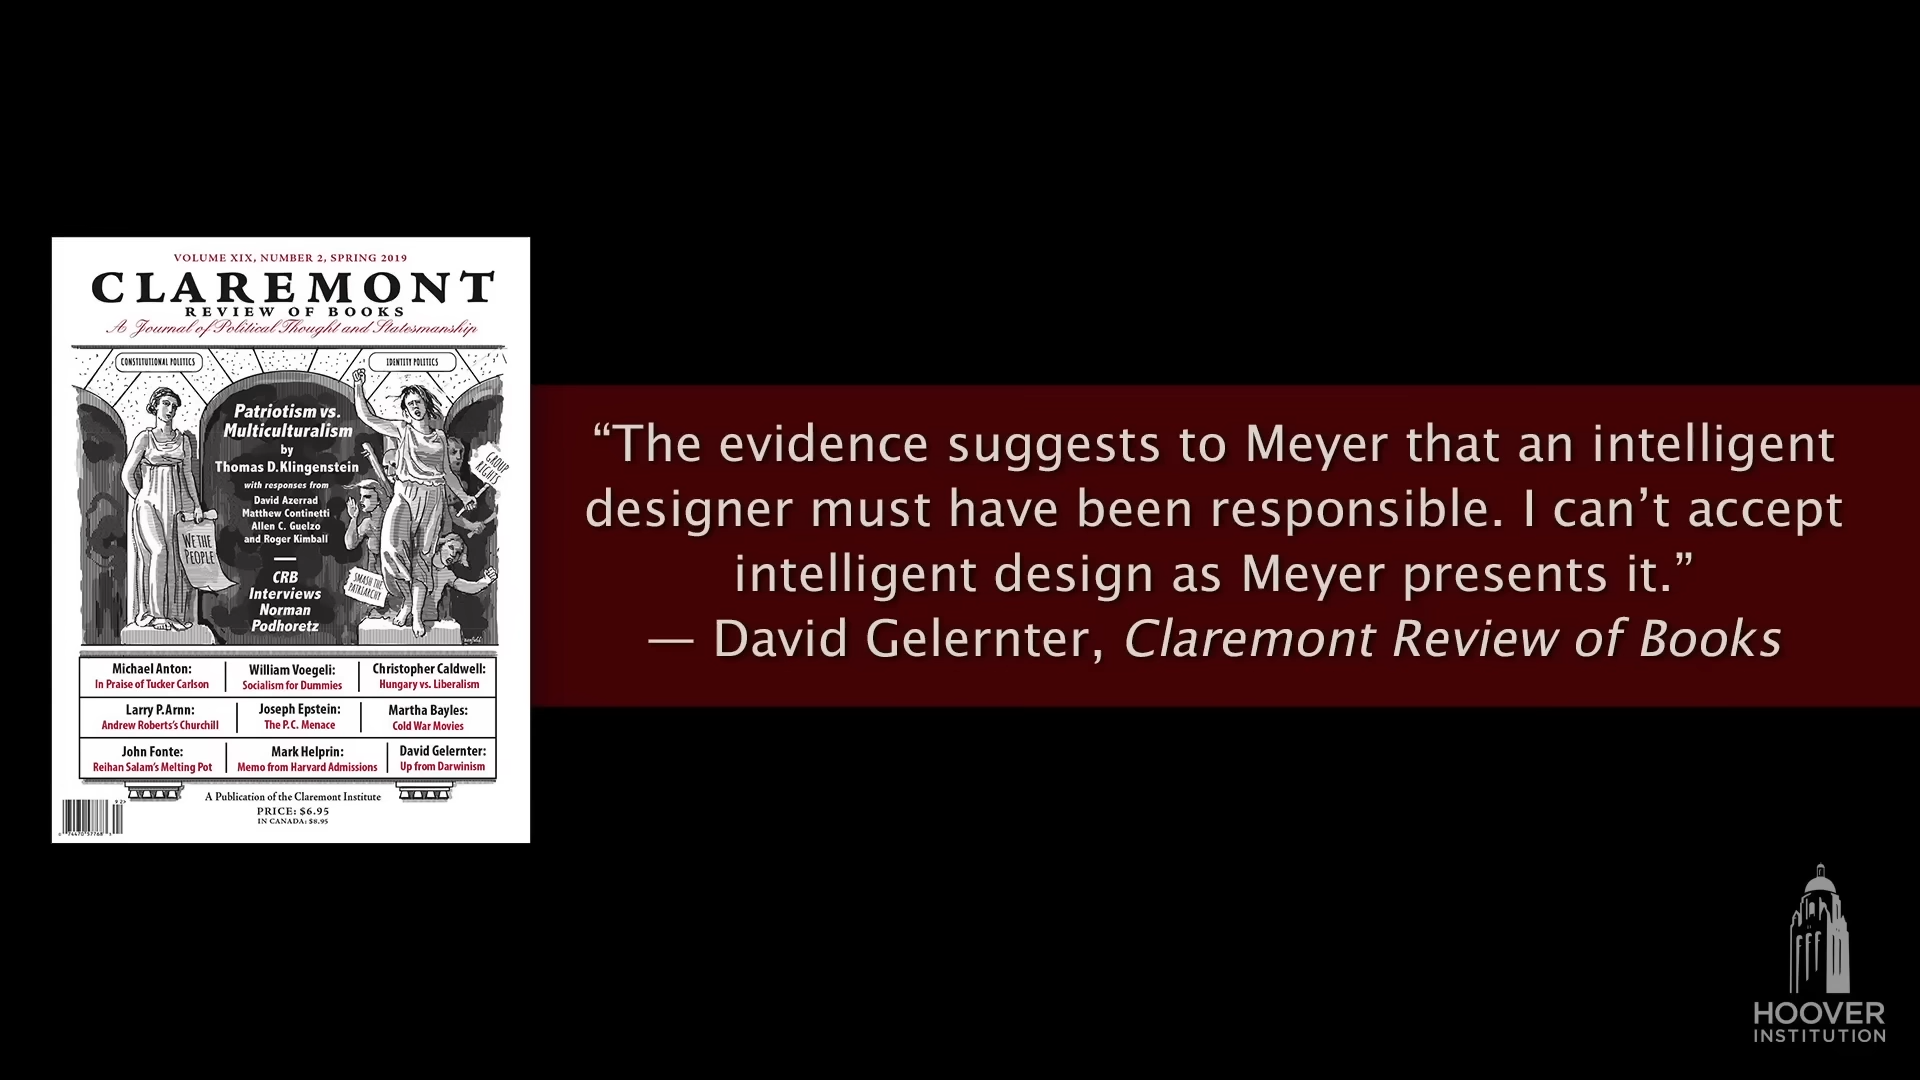 VOLUME XIX, NUMBER 2, SPRING 2019
CLAREMONT
REVIEW OF BOOKS
A Journal of Political Thought and Statesmanship
CONSTITUTIONAL POLITICS
IDENTITY POLITICS
Patriotism vs.
Multiculturalism
by
Thomas D. Klingenstein
with responses from
David Azerrad
Matthew Continetti
Allen C. Guelzo
and Roger Kimball
CRB
Interviews
Norman
Podhoretz
WE THE
PEOPLE
GROUP
RIGHTS
SMASH THE
PATRIARCHY
Michael Anton:
In Praise of Tucker Carlson
William Voegeli:
Socialism for Dummies
Christopher Caldwell:
Hungary vs. Liberalism
Larry P. Arnn:
Andrew Roberts's Churchill
Joseph Epstein:
The P.C. Menace
Martha Bayles:
Cold War Movies
John Fonte:
Reihan Salam's Melting Pot
Mark Helprin:
Memo from Harvard Admissions
David Gelernter:
Up from Darwinism
A Publication of the Claremont Institute
PRICE: $6.95
IN CANADA: $8.95
“The evidence suggests to Meyer that an intelligent
designer must have been responsible. I can’t accept
intelligent design as Meyer presents it.”
— David Gelernter, Claremont Review of Books
HOOVER
INSTITUTION